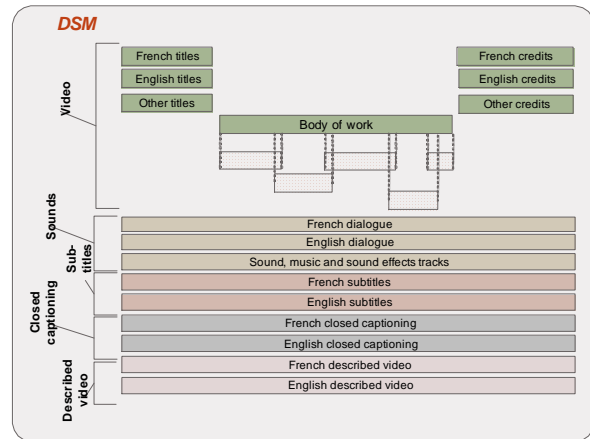 DSM
Video
French titles
French credits
English titles
English credits
Other titles
Other credits
Body of work
Sounds
French dialogue
English dialogue
Sound, music and sound effects tracks
Sub-
titles
French subtitles
English subtitles
Closed
captioning
French closed captioning
English closed captioning
Described
video
French described video
English described video